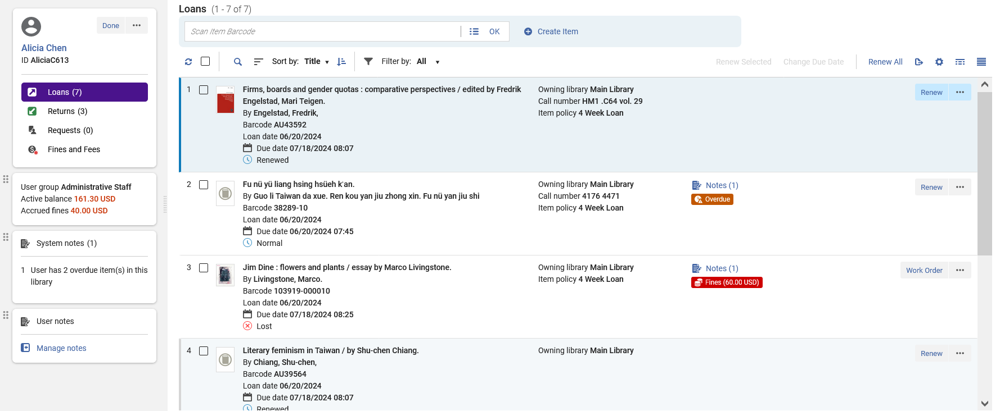 Done
Alicia Chen
ID AliciaC613
Loans (7)
Returns (3)
Requests (0)
Fines and Fees
User group Administrative Staff
Active balance 161.30 USD
Accrued fines 40.00 USD
System notes (1)
1 User has 2 overdue item(s) in this
library
User notes
Manage notes
Loans (1 - 7 of 7)
Scan Item Barcode OK Create Item
Sort by: Title Filter by: All Renew Selected Change Due Date Renew All
1 Firms, boards and gender quotas : comparative perspectives / edited by Fredrik
Engelstad, Mari Teigen.
By Engelstad, Fredrik,
Barcode AU43592
Loan date 06/20/2024
Due date 07/18/2024 08:07
Renewed
Owning library Main Library
Call number HM1 .C64 vol. 29
Item policy 4 Week Loan
Renew
2 Fu nü yü liang hsing hsüeh kʻan.
By Guo li Taiwan da xue. Ren kou yan jiu zhong xin. Fu nü yan jiu shi
Barcode 38289-10
Loan date 06/20/2024
Due date 06/20/2024 07:45
Normal
Owning library Main Library
Call number 4176 4471
Item policy 4 Week Loan
Notes (1)
Overdue
Renew
3 Jim Dine : flowers and plants / essay by Marco Livingstone.
By Livingstone, Marco.
Barcode 103919-000010
Loan date 06/20/2024
Due date 07/18/2024 08:25
Lost
Owning library Main Library
Item policy 4 Week Loan
Notes (1)
Fines (60.00 USD)
Work Order
4 Literary feminism in Taiwan / by Shu-chen Chiang.
By Chiang, Shu-chen,
Barcode AU39564
Loan date 06/20/2024
Due date 07/18/2024 08:07
Renewed
Owning library Main Library
Renew